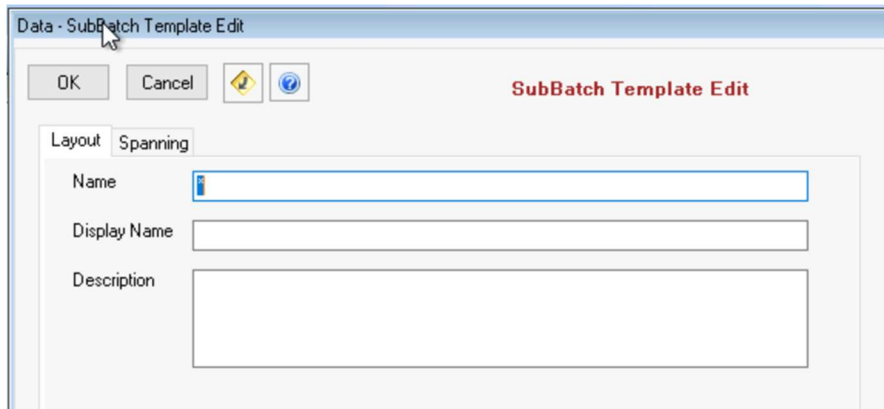 Data - SubBatch Template Edit
OK Cancel
SubBatch Template Edit
Layout Spanning
Name *
Display Name
Description